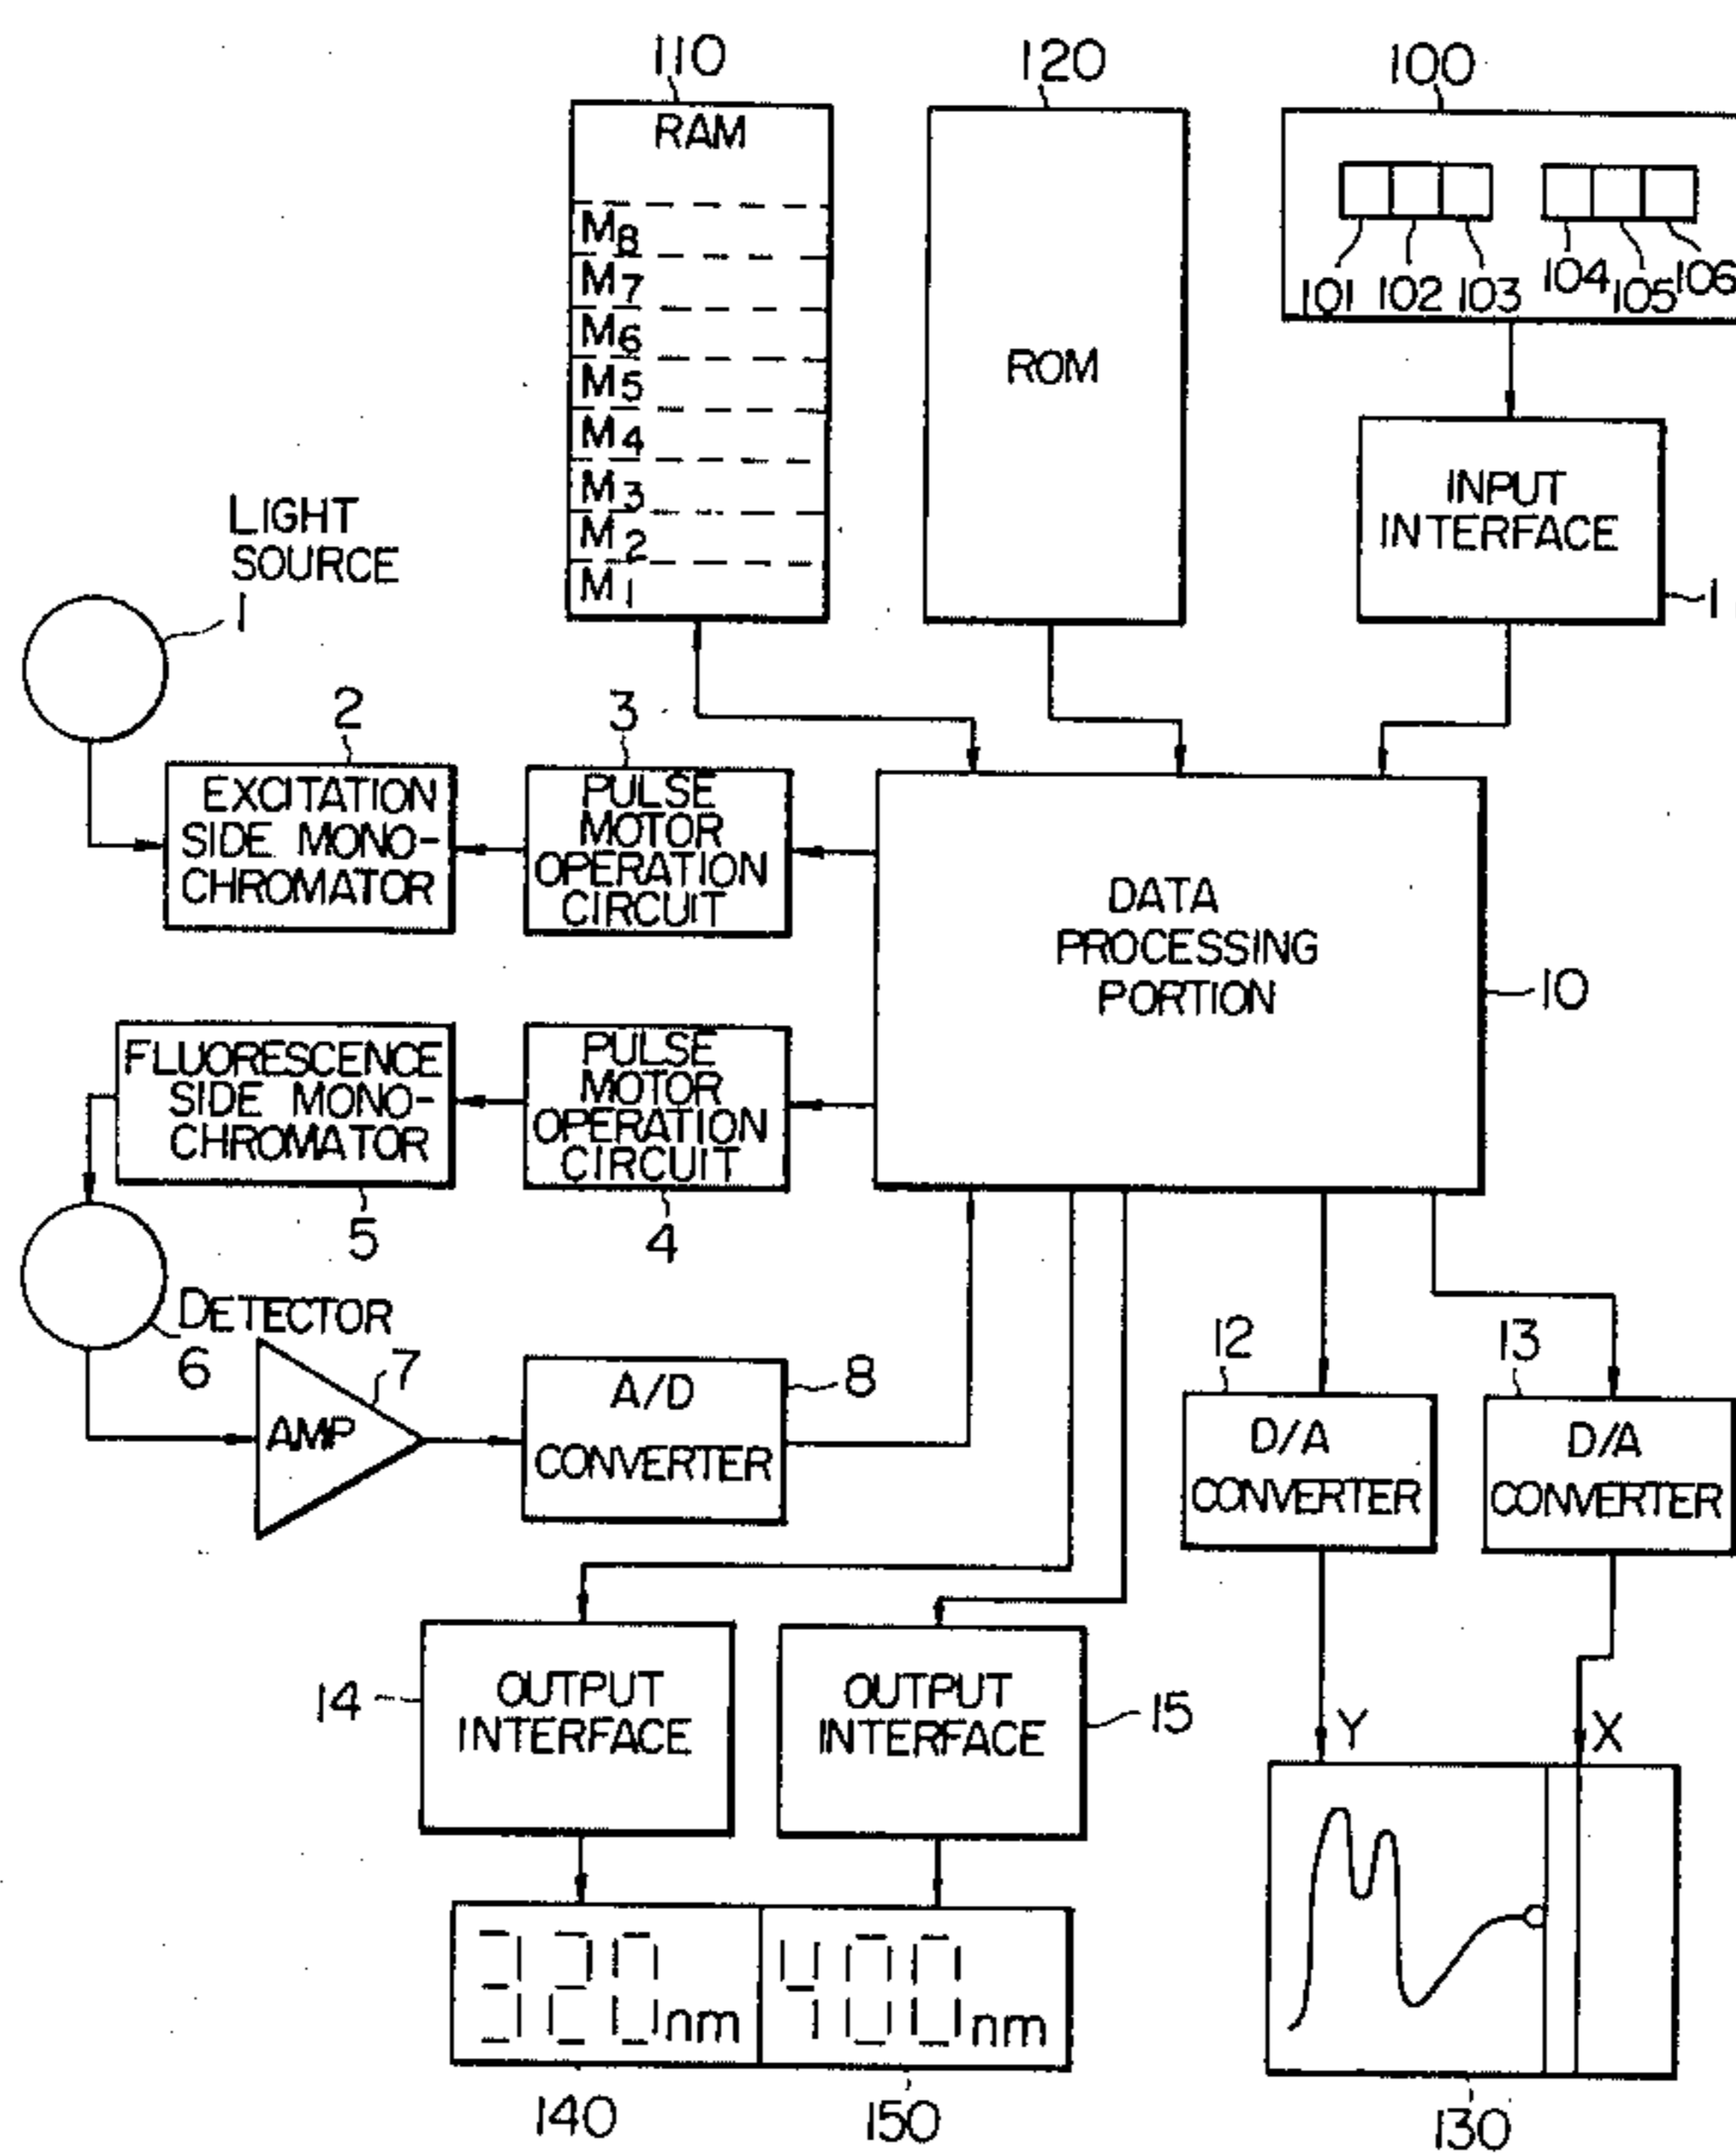 110
120
100
RAM
M8
M7
M6
M5
M4
M3
M2
M1
ROM
101
102
103
104
105
106
INPUT
INTERFACE
1
LIGHT
SOURCE
1
2
EXCITATION
SIDE MONO-
CHROMATOR
3
PULSE
MOTOR
OPERATION
CIRCUIT
DATA
PROCESSING
PORTION
10
FLUORESCENCE
SIDE MONO-
CHROMATOR
5
PULSE
MOTOR
OPERATION
CIRCUIT
4
DETECTOR
6
7
AMP
8
A/D
CONVERTER
12
D/A
CONVERTER
13
D/A
CONVERTER
14
OUTPUT
INTERFACE
OUTPUT
INTERFACE
15
Y
X
320nm
400nm
140
150
130